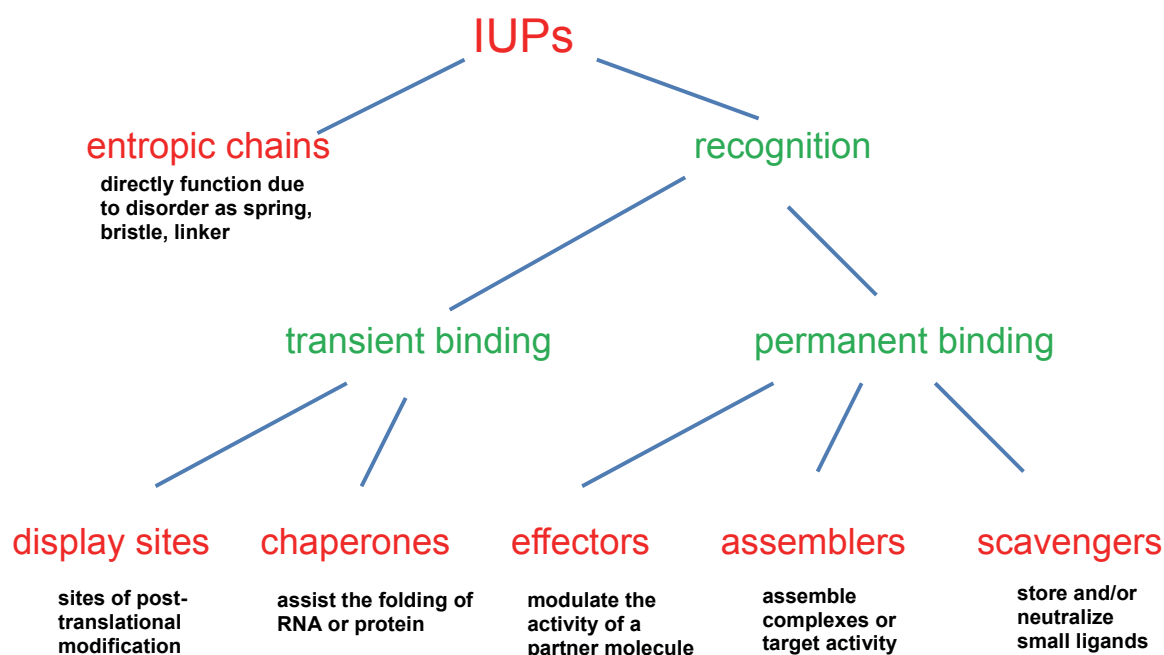 IUPs
entropic chains
directly function due
to disorder as spring,
bristle, linker
recognition
transient binding
permanent binding
display sites
sites of post-
translational
modification
chaperones
assist the folding of
RNA or protein
effectors
modulate the
activity of a
partner molecule
assemblers
assemble
complexes or
target activity
scavengers
store and/or
neutralize
small ligands